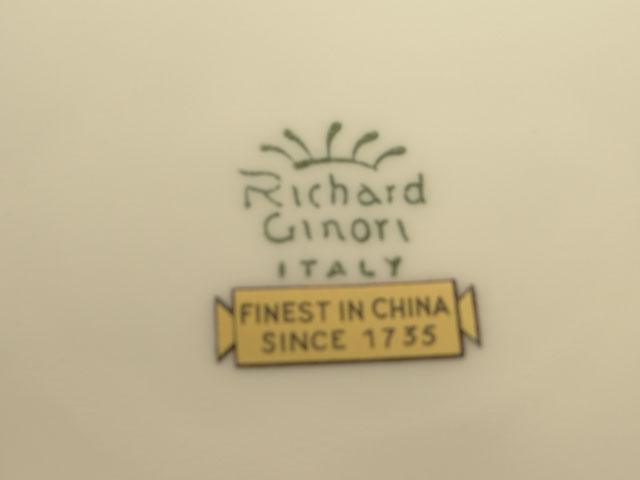 Richard
Ginori
ITALY
FINEST IN CHINA
SINCE 1735